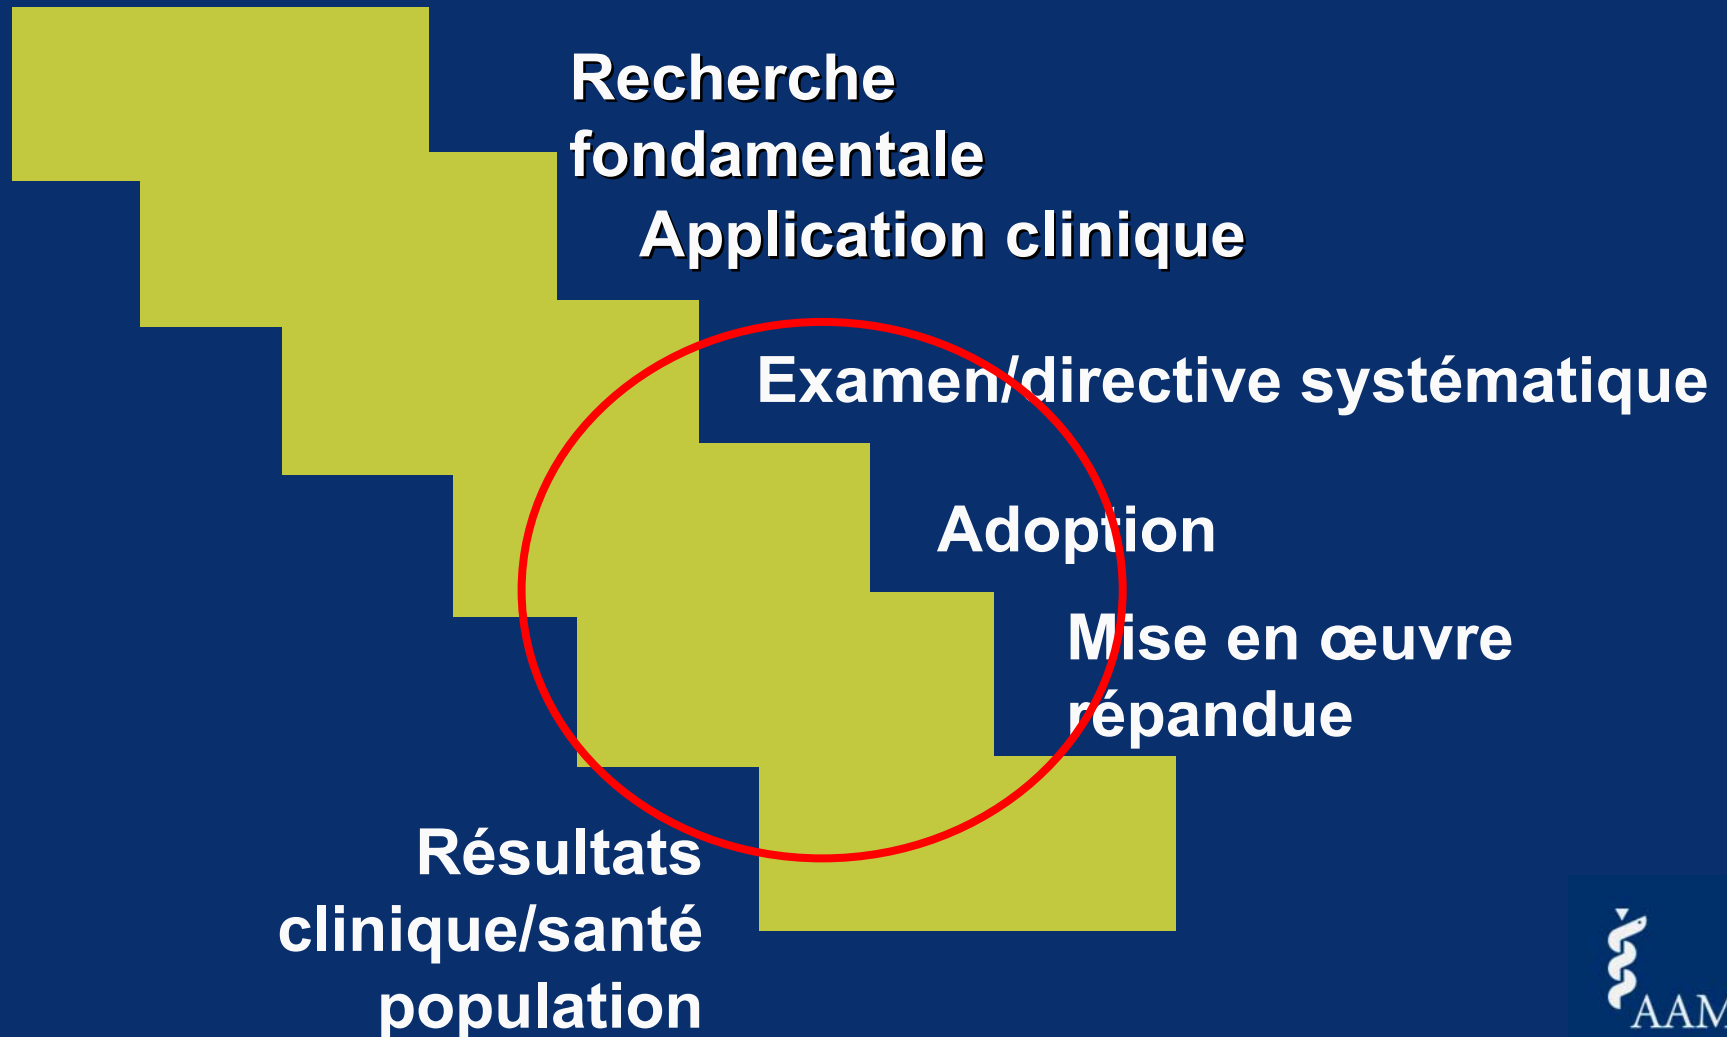 Recherche
fondamentale
Application clinique
Examen/directive systématique
Adoption
Mise en œuvre
répandue
Résultats
clinique/santé
population
AAM